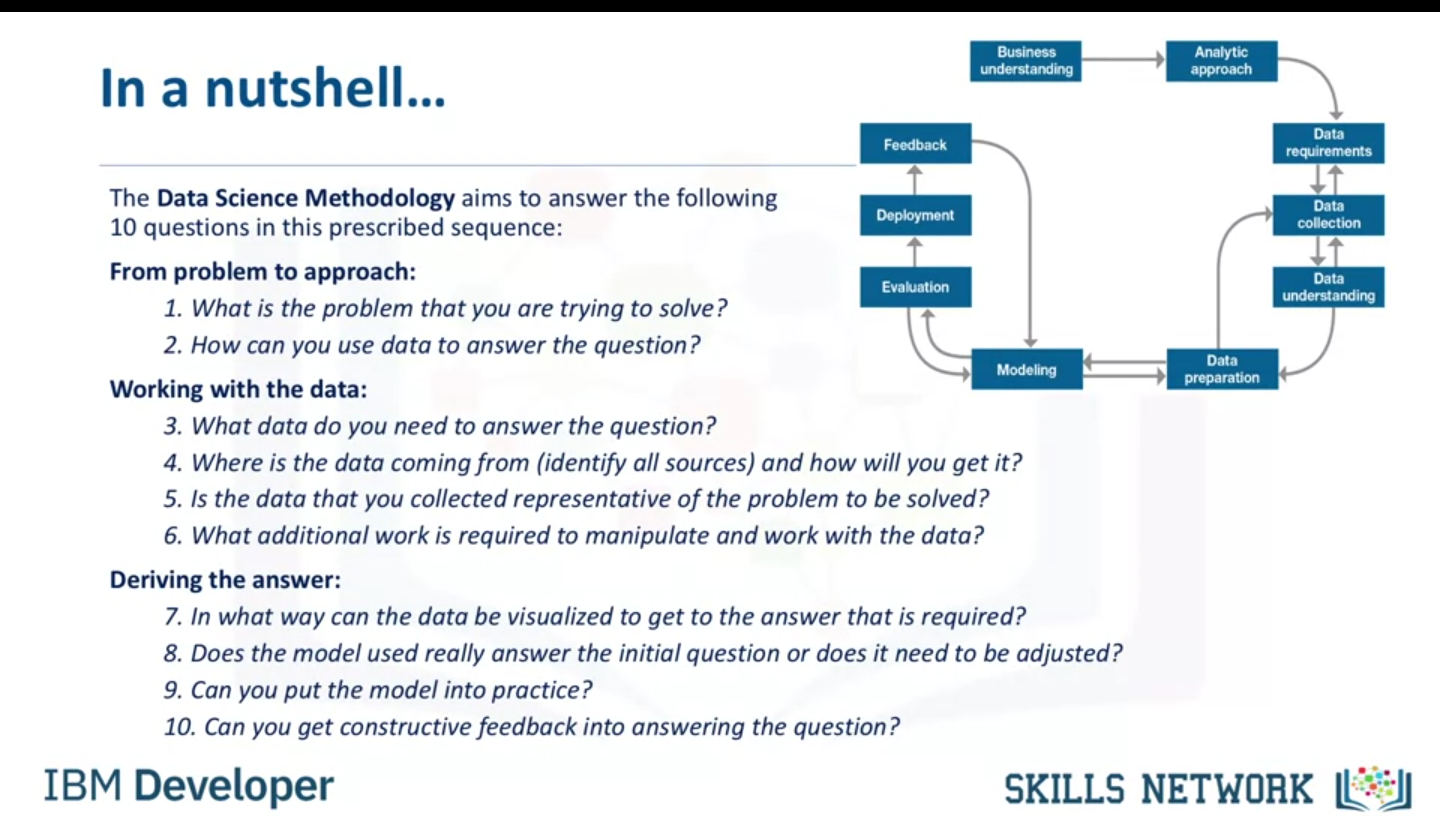 In a nutshell...
The Data Science Methodology aims to answer the following
10 questions in this prescribed sequence:
From problem to approach:
1. What is the problem that you are trying to solve?
2. How can you use data to answer the question?
Working with the data:
3. What data do you need to answer the question?
4. Where is the data coming from (identify all sources) and how will you get it?
5. Is the data that you collected representative of the problem to be solved?
6. What additional work is required to manipulate and work with the data?
Deriving the answer:
7. In what way can the data be visualized to get to the answer that is required?
8. Does the model used really answer the initial question or does it need to be adjusted?
9. Can you put the model into practice?
10. Can you get constructive feedback into answering the question?
Business
understanding
Analytic
approach
Data
requirements
Data
collection
Data
understanding
Data
preparation
Modeling
Evaluation
Deployment
Feedback
IBM Developer
SKILLS NETWORK